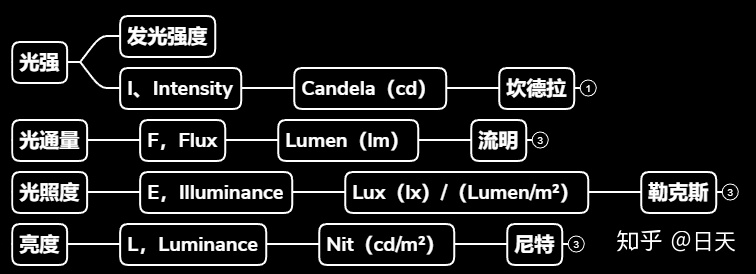 发光强度
光强 I、Intensity Candela（cd） 坎德拉 1
光通量 F，Flux Lumen（lm） 流明 3
光照度 E，Illuminance Lux（lx）/（Lumen/m²） 勒克斯 3
亮度 L，Luminance Nit（cd/m²） 尼特 3
知乎 @日天